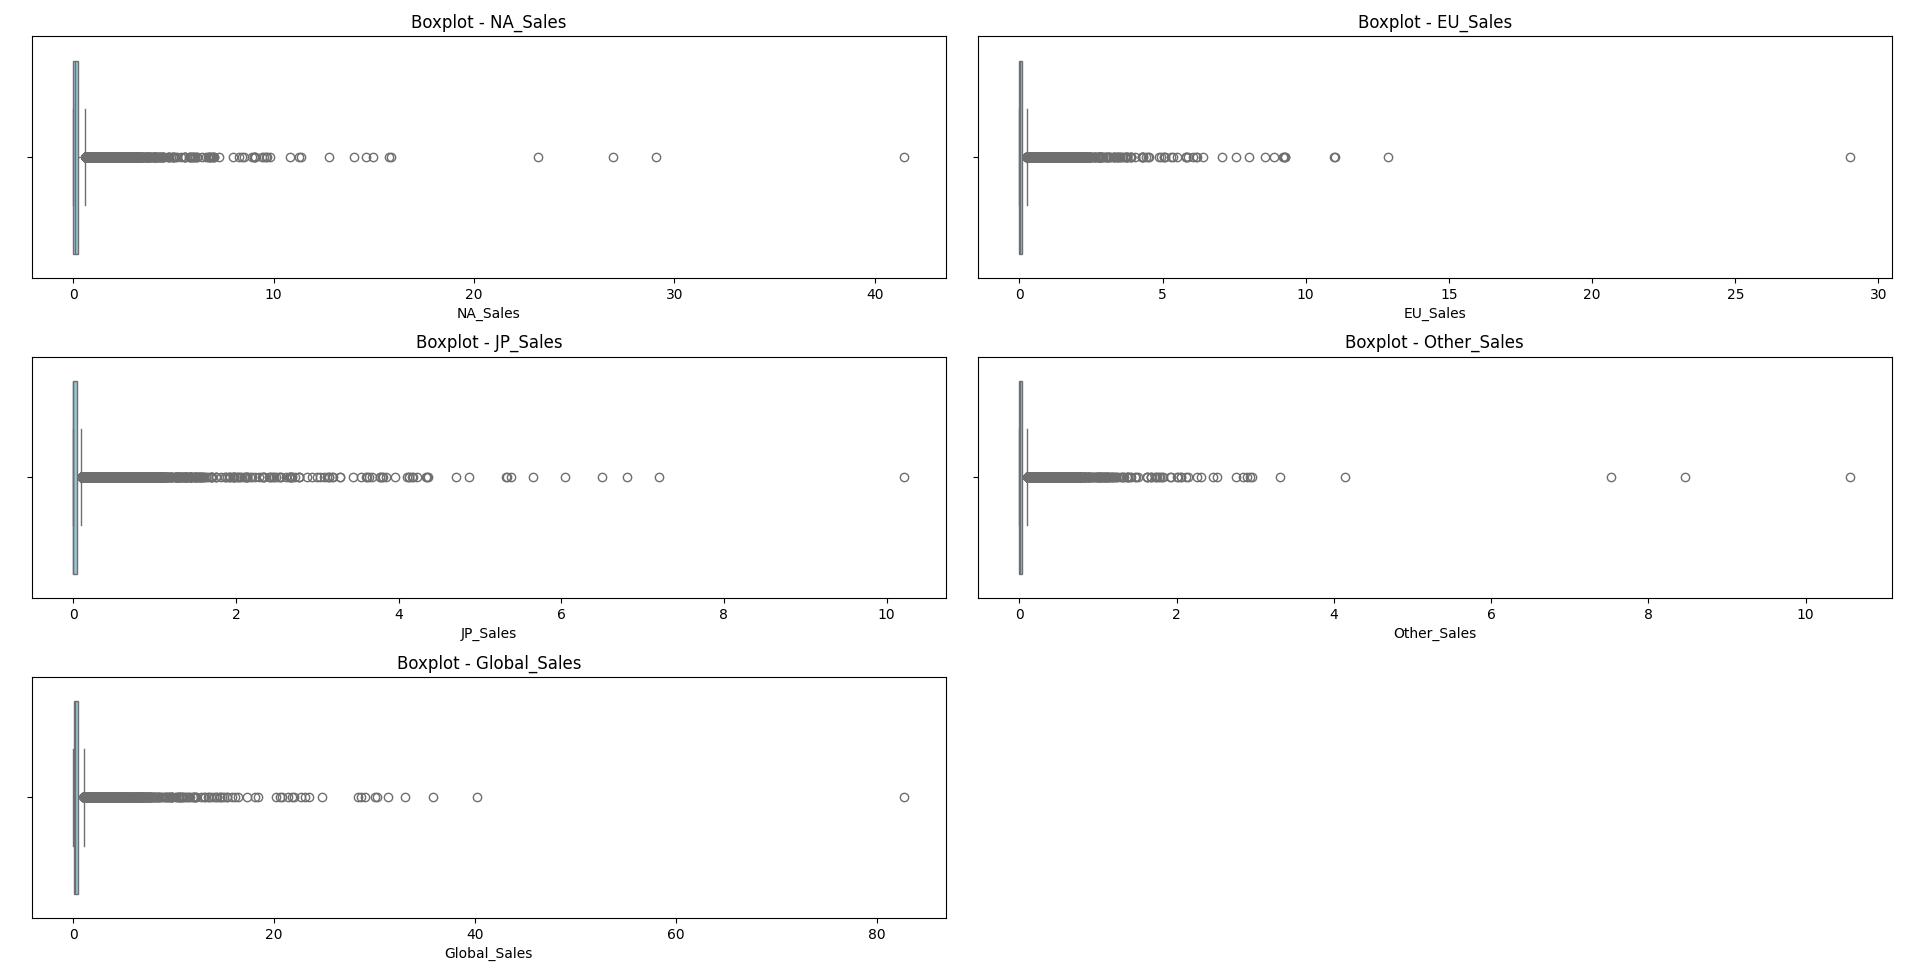 Boxplot - NA_Sales
0 10 20 30 40
NA_Sales
Boxplot - EU_Sales
0 5 10 15 20 25 30
EU_Sales
Boxplot - JP_Sales
0 2 4 6 8 10
JP_Sales
Boxplot - Other_Sales
0 2 4 6 8 10
Other_Sales
Boxplot - Global_Sales
0 20 40 60 80
Global_Sales